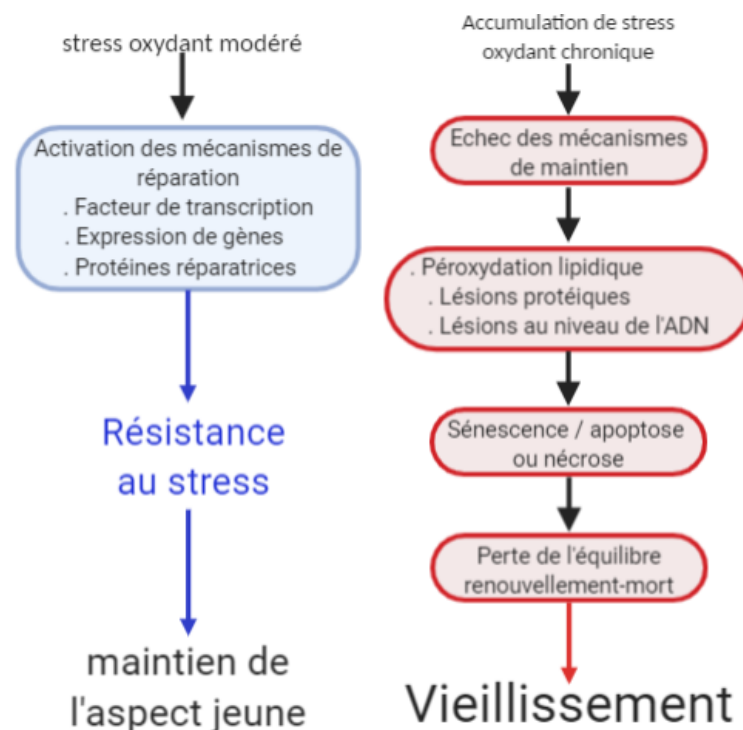 stress oxydant modéré
Activation des mécanismes de
réparation
. Facteur de transcription
. Expression de gènes
. Protéines réparatrices
Résistance
au stress
maintien de
l'aspect jeune
Accumulation de stress
oxydant chronique
Echec des mécanismes
de maintien
. Péroxydation lipidique
. Lésions protéiques
. Lésions au niveau de l'ADN
Sénescence / apoptose
ou nécrose
Perte de l'équilibre
renouvellement-mort
Vieillissement